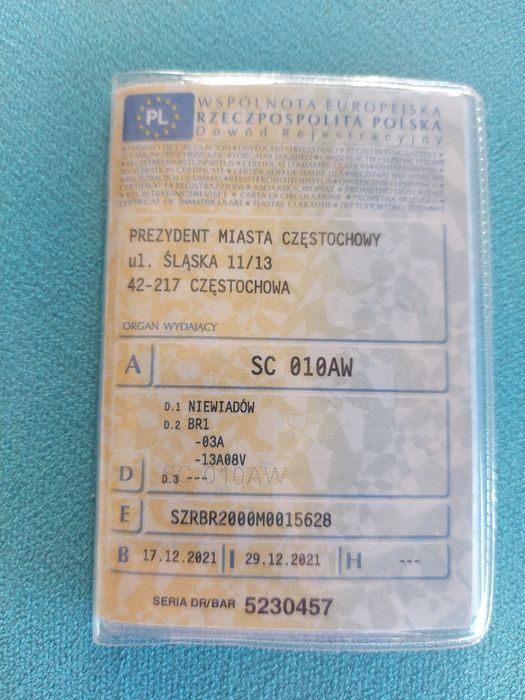 PL
WSPÓLNOTA EUROPEJSKA
RZECZPOSPOLITA POLSKA
Dowód Rejestracyjny
PREZYDENT MIASTA CZĘSTOCHOWY
ul. ŚLĄSKA 11/13
42-217 CZĘSTOCHOWA
ORGAN WYDAJĄCY
A SC 010AW
D.1 NIEWIADÓW
D.2 BR1
-03A
-13A08V
D D.3 ---
SC 010AW
E SZRBR2000M0015628
B 17.12.2021 I 29.12.2021 H ---
SERIA DR/BAR 5230457